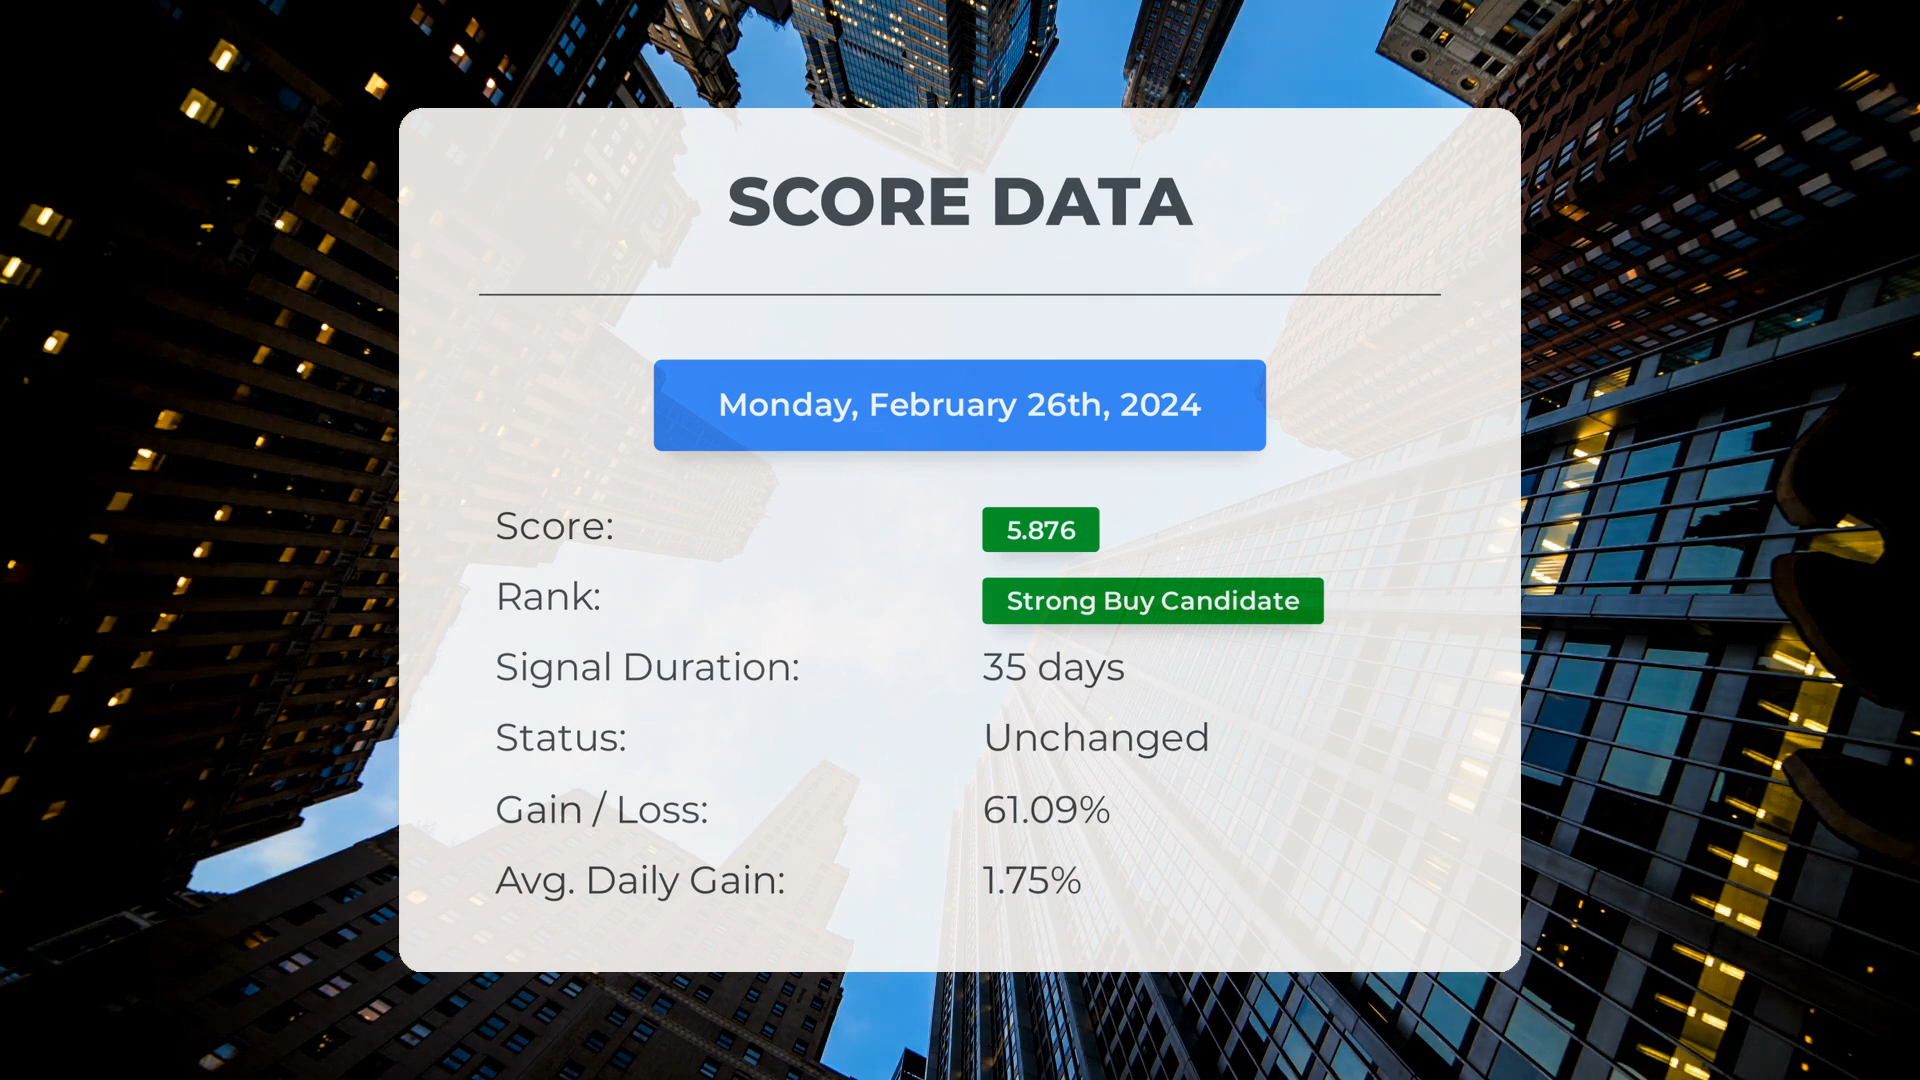 SCORE DATA
Monday, February 26th, 2024
Score: 5.876
Rank: Strong Buy Candidate
Signal Duration: 35 days
Status: Unchanged
Gain / Loss: 61.09%
Avg. Daily Gain: 1.75%